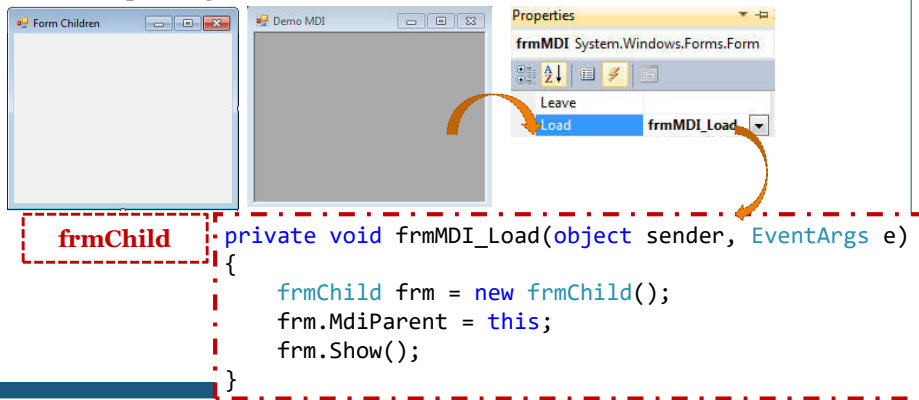 Form Children
Demo MDI
Properties
frmMDI System.Windows.Forms.Form
Leave
Load frmMDI_Load
frmChild
private void frmMDI_Load(object sender, EventArgs e)
{
frmChild frm = new frmChild();
frm.MdiParent = this;
frm.Show();
}